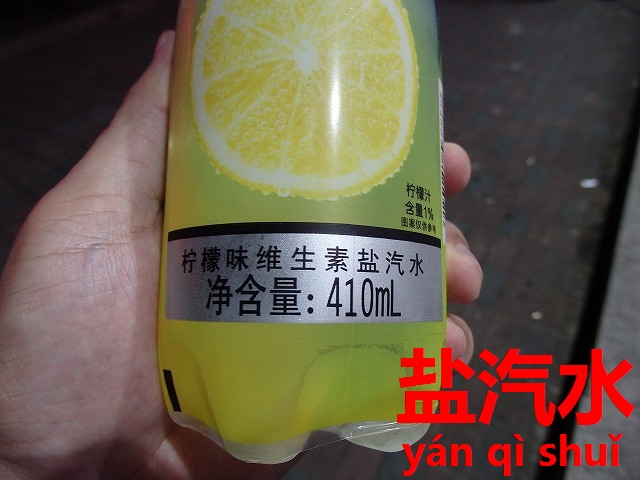 柠檬汁
含量1%
图案仅供参考
柠檬味维生素盐汽水
净含量: 410mL
盐汽水
yán qì shuǐ